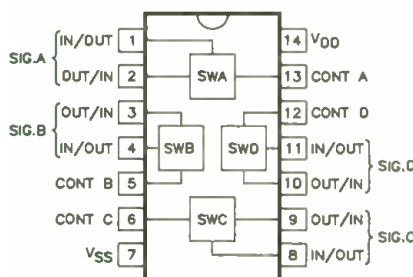 SIG.A
IN/OUT 1
OUT/IN 2
SIG.B
OUT/IN 3
IN/OUT 4
CONT B 5
CONT C 6
VSS 7
SWA
SWB
SWD
SWC
14 VDD
13 CONT A
12 CONT D
11 IN/OUT
10 OUT/IN
SIG.D
9 OUT/IN
8 IN/OUT
SIG.C